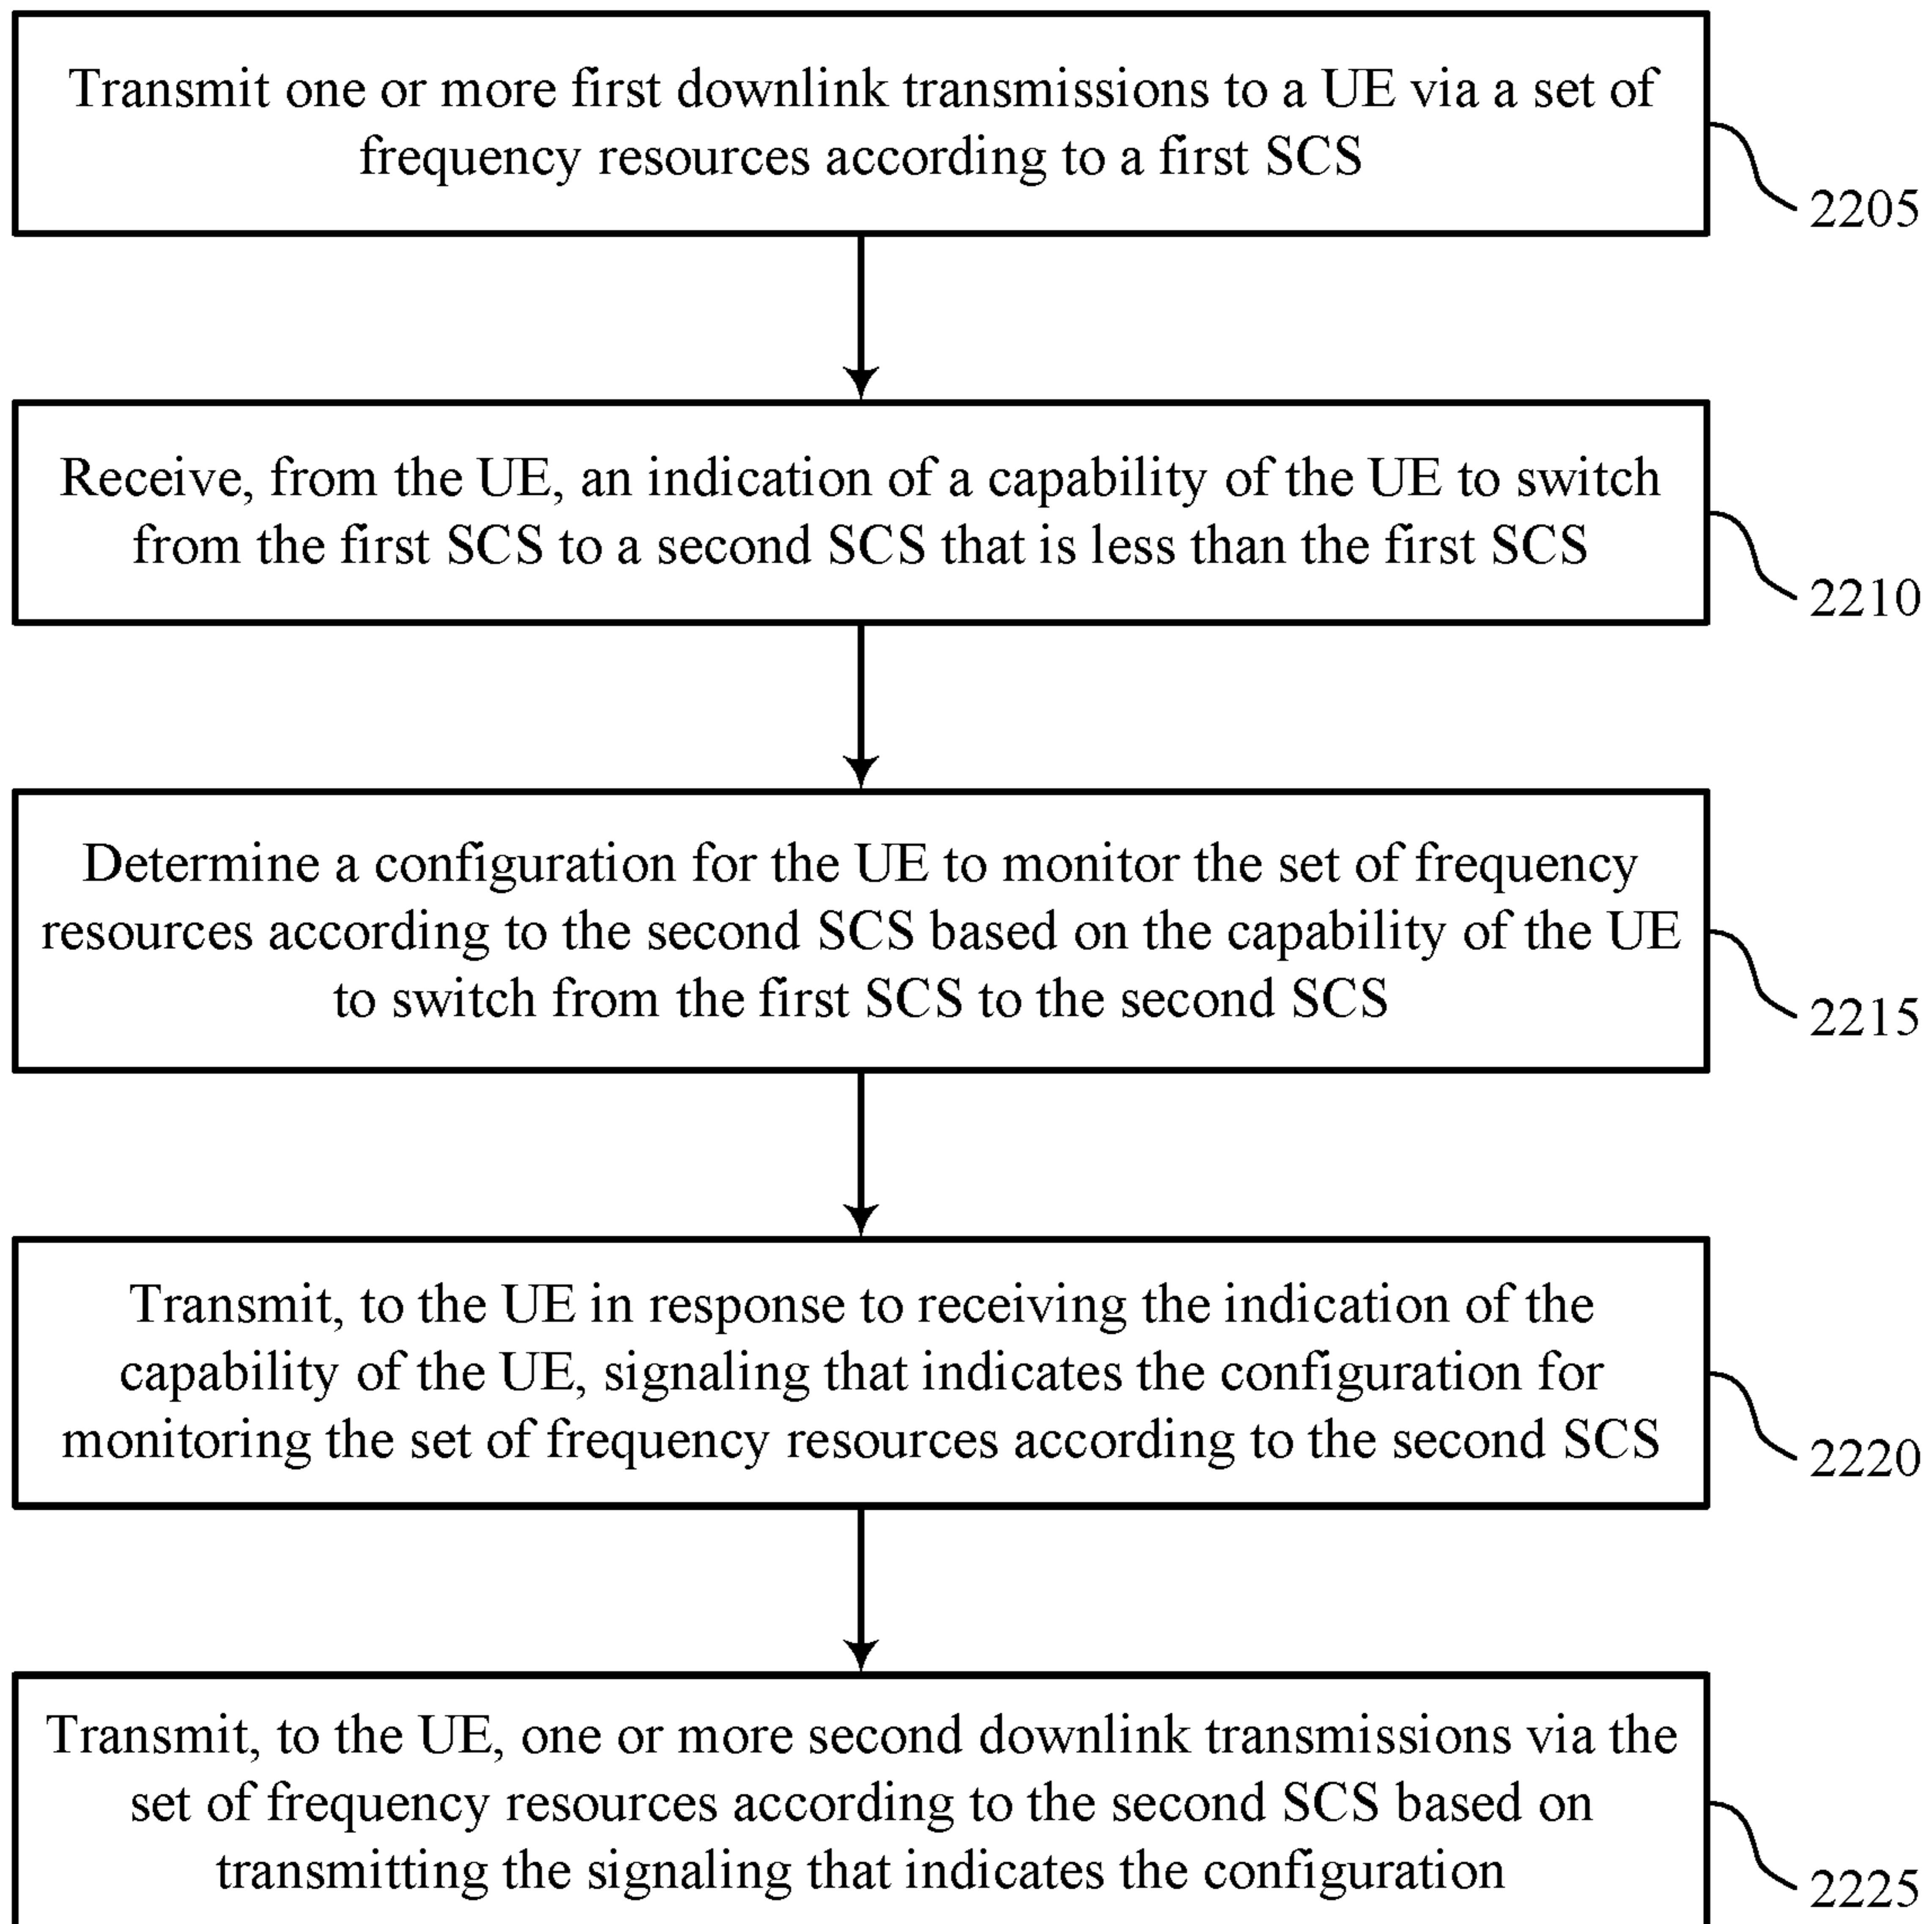 Transmit one or more first downlink transmissions to a UE via a set of
frequency resources according to a first SCS
2205
Receive, from the UE, an indication of a capability of the UE to switch
from the first SCS to a second SCS that is less than the first SCS
2210
Determine a configuration for the UE to monitor the set of frequency
resources according to the second SCS based on the capability of the UE
to switch from the first SCS to the second SCS
2215
Transmit, to the UE in response to receiving the indication of the
capability of the UE, signaling that indicates the configuration for
monitoring the set of frequency resources according to the second SCS
2220
Transmit, to the UE, one or more second downlink transmissions via the
set of frequency resources according to the second SCS based on
transmitting the signaling that indicates the configuration
2225